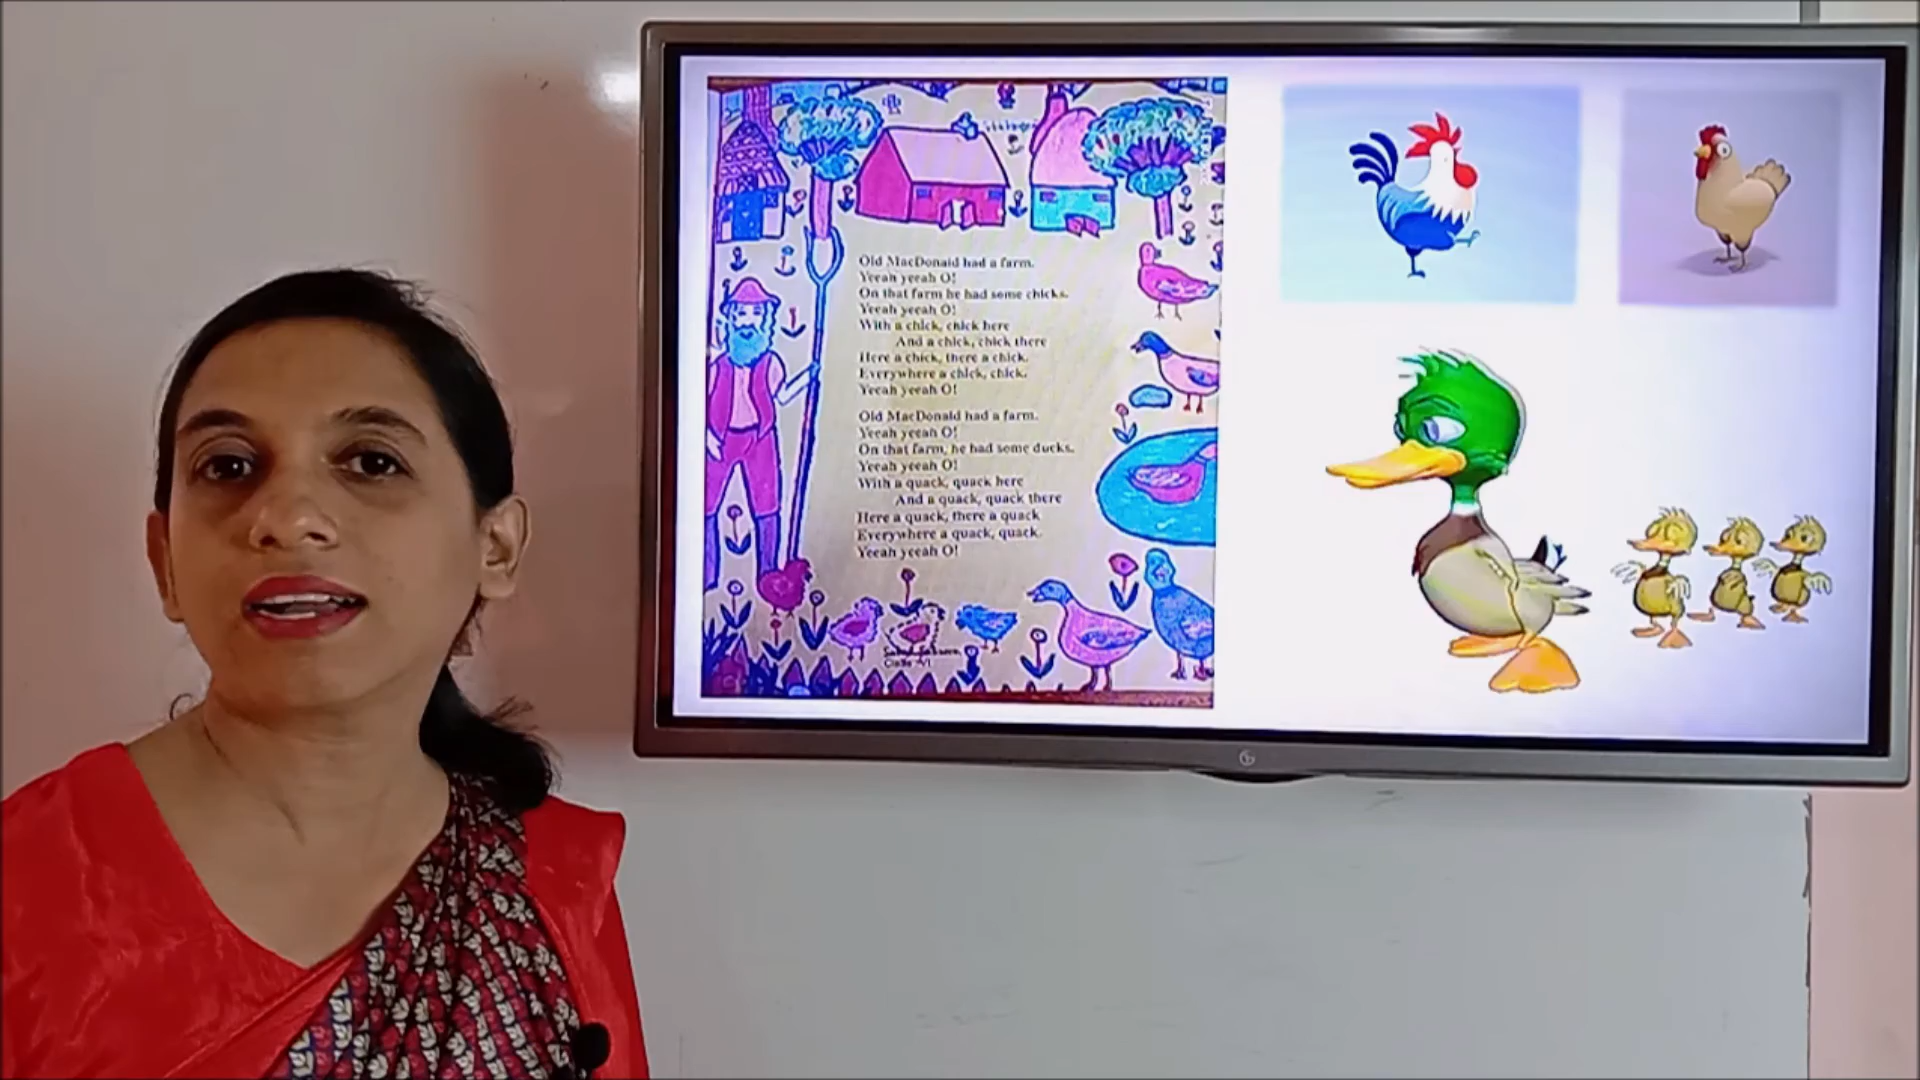 Old MacDonald had a farm.
Yeeah yeeah O!
On that farm he had some chicks.
Yeeah yeeah O!
With a chick, chick here
And a chick, chick there
Here a chick, there a chick.
Everywhere a chick, chick.
Yeeah yeeah O!
Old MacDonald had a farm.
Yeeah yeeah O!
On that farm, he had some ducks.
Yeeah yeeah O!
With a quack, quack here
And a quack, quack there
Here a quack, there a quack
Everywhere a quack, quack.
Yeeah yeeah O!